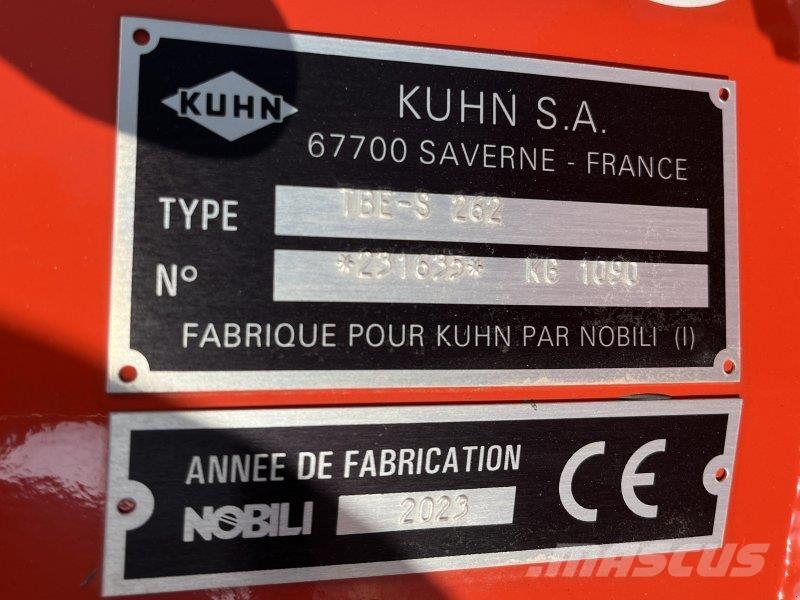 KUHN
KUHN S.A.
67700 SAVERNE - FRANCE
TYPE TBE-S 262
Nº *231635* KG 1090
FABRIQUE POUR KUHN PAR NOBILI (I)
ANNEE DE FABRICATION
NOBILI 2023
CE
MASCUS